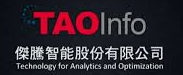 TAOInfo
傑騰智能股份有限公司
Technology for Analytics and Optimization